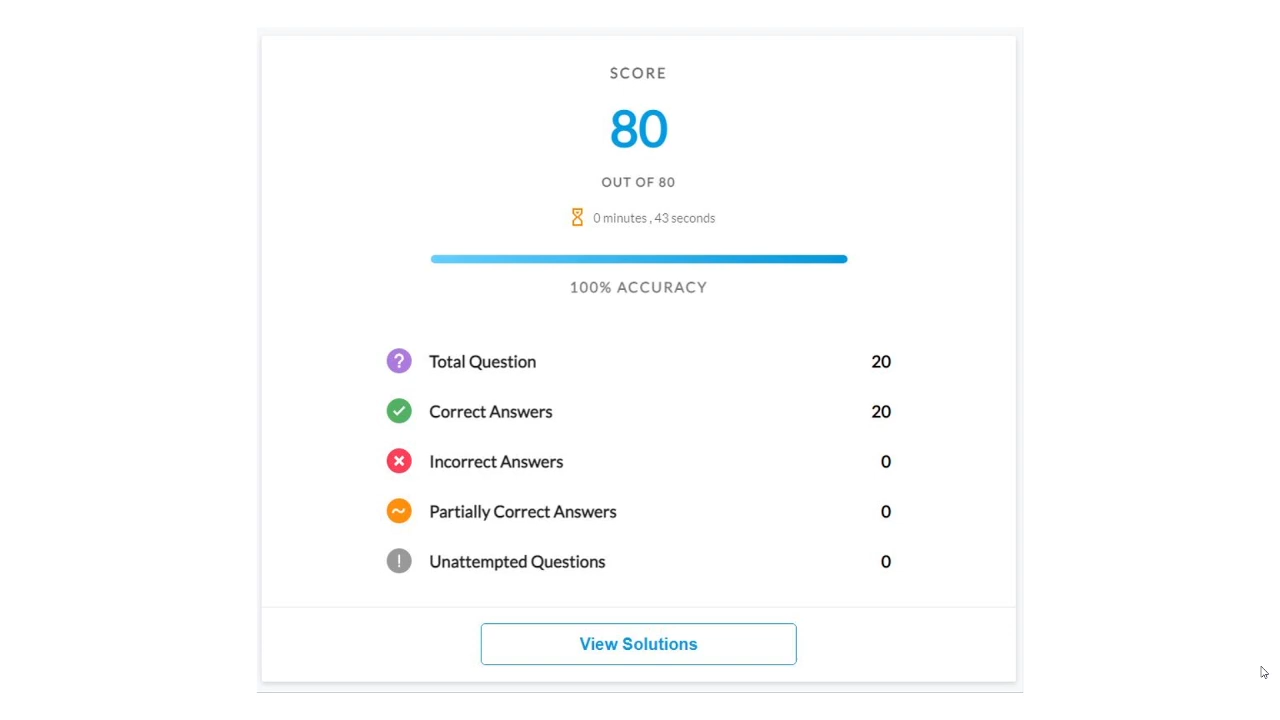 SCORE
80
OUT OF 80
0 minutes , 43 seconds
100% ACCURACY
Total Question 20
Correct Answers 20
Incorrect Answers 0
Partially Correct Answers 0
Unattempted Questions 0
View Solutions